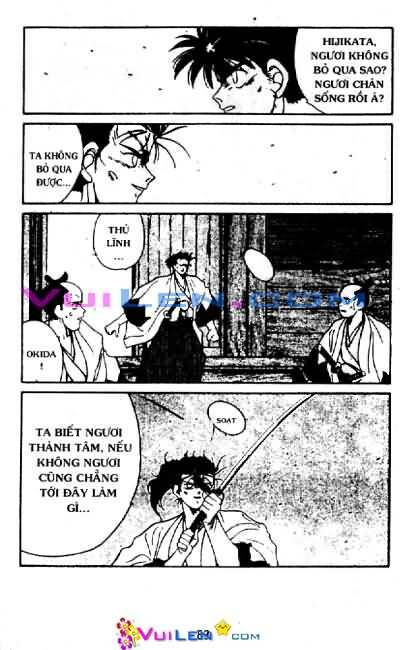 HIJIKATA,
NGƯƠI KHÔNG
BỎ QUA SAO?
NGƯƠI CHÁN
SỐNG RỒI À?
TA KHÔNG
BỎ QUA
ĐƯỢC...
THỦ
LĨNH
...
VUILEN.COM
OKIDA
!
SOẠT
TA BIẾT NGƯƠI
THÀNH TÂM, NẾU
KHÔNG NGƯƠI
CŨNG CHẲNG
TỚI ĐÂY LÀM
GÌ...
83
VUILEN.COM